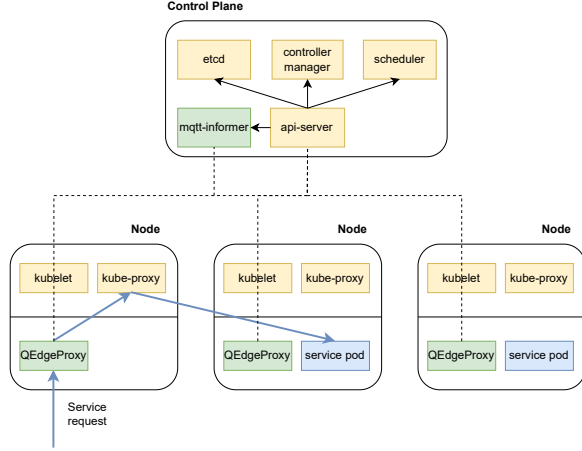 Control Plane
etcd
controller
manager
scheduler
mqtt-informer
api-server
Node
Node
Node
kubelet
kube-proxy
kubelet
kube-proxy
kubelet
kube-proxy
QEdgeProxy
QEdgeProxy
service pod
QEdgeProxy
service pod
Service
request